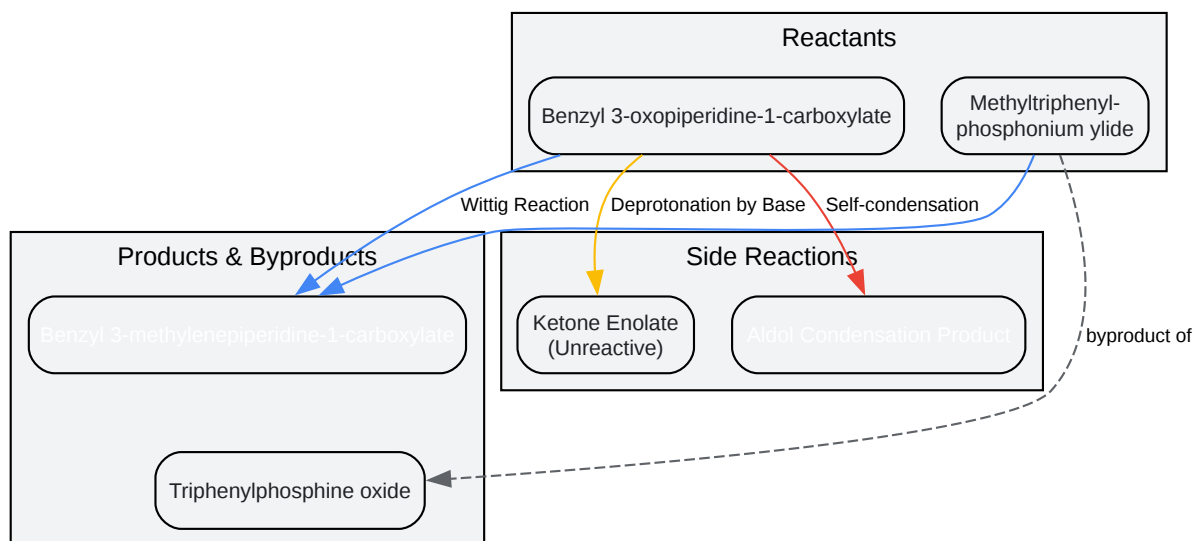 Reactants
Benzyl 3-oxopiperidine-1-carboxylate
Methyltriphenyl-
phosphonium ylide
Wittig Reaction
Deprotonation by Base
Self-condensation
Products & Byproducts
Side Reactions
Benzyl 3-methylenepiperidine-1-carboxylate
Ketone Enolate
(Unreactive)
Aldol Condensation Product
byproduct of
Triphenylphosphine oxide